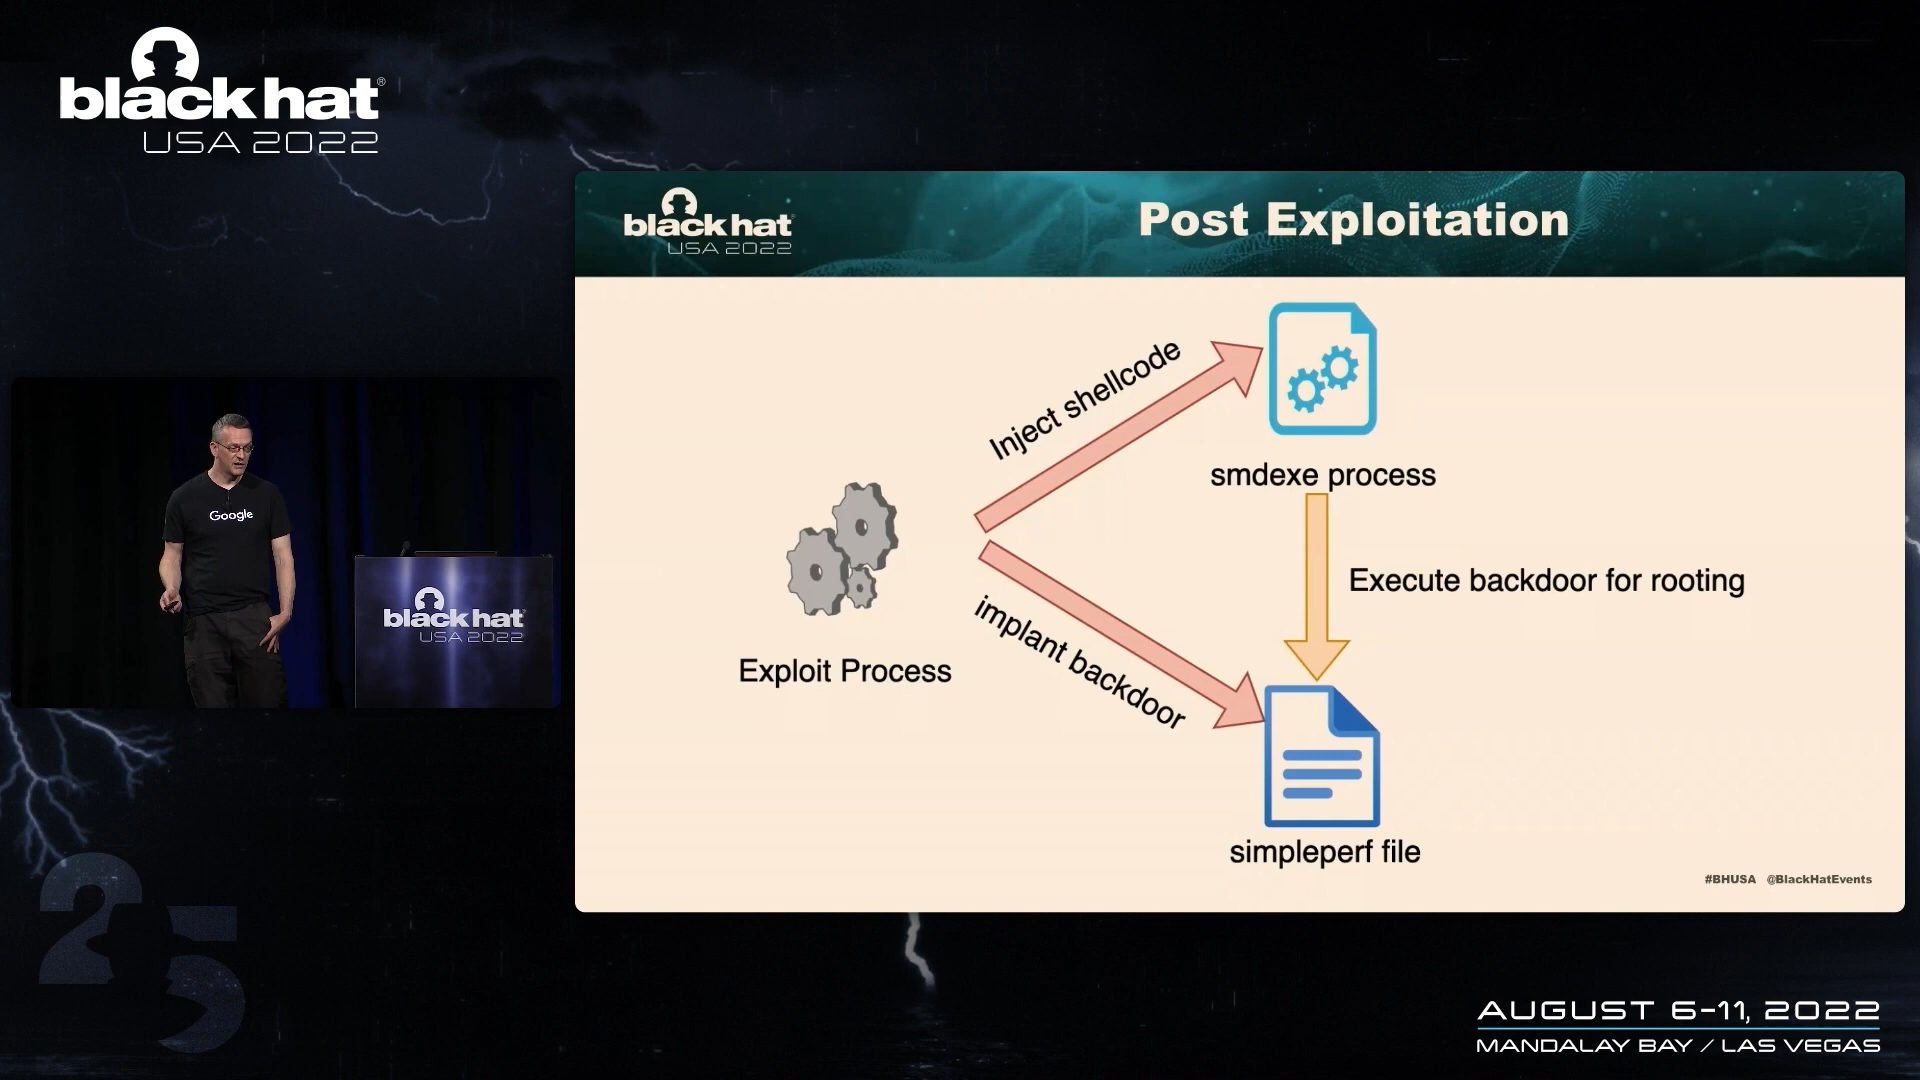 black hat®
USA 2022
black hat
USA 2022
Post Exploitation
Inject shellcode
smdexe process
Execute backdoor for rooting
implant backdoor
Exploit Process
simpleperf file
#BHUSA @BlackHatEvents
Google
black hat
USA 2022
25
AUGUST 6-11, 2022
MANDALAY BAY / LAS VEGAS